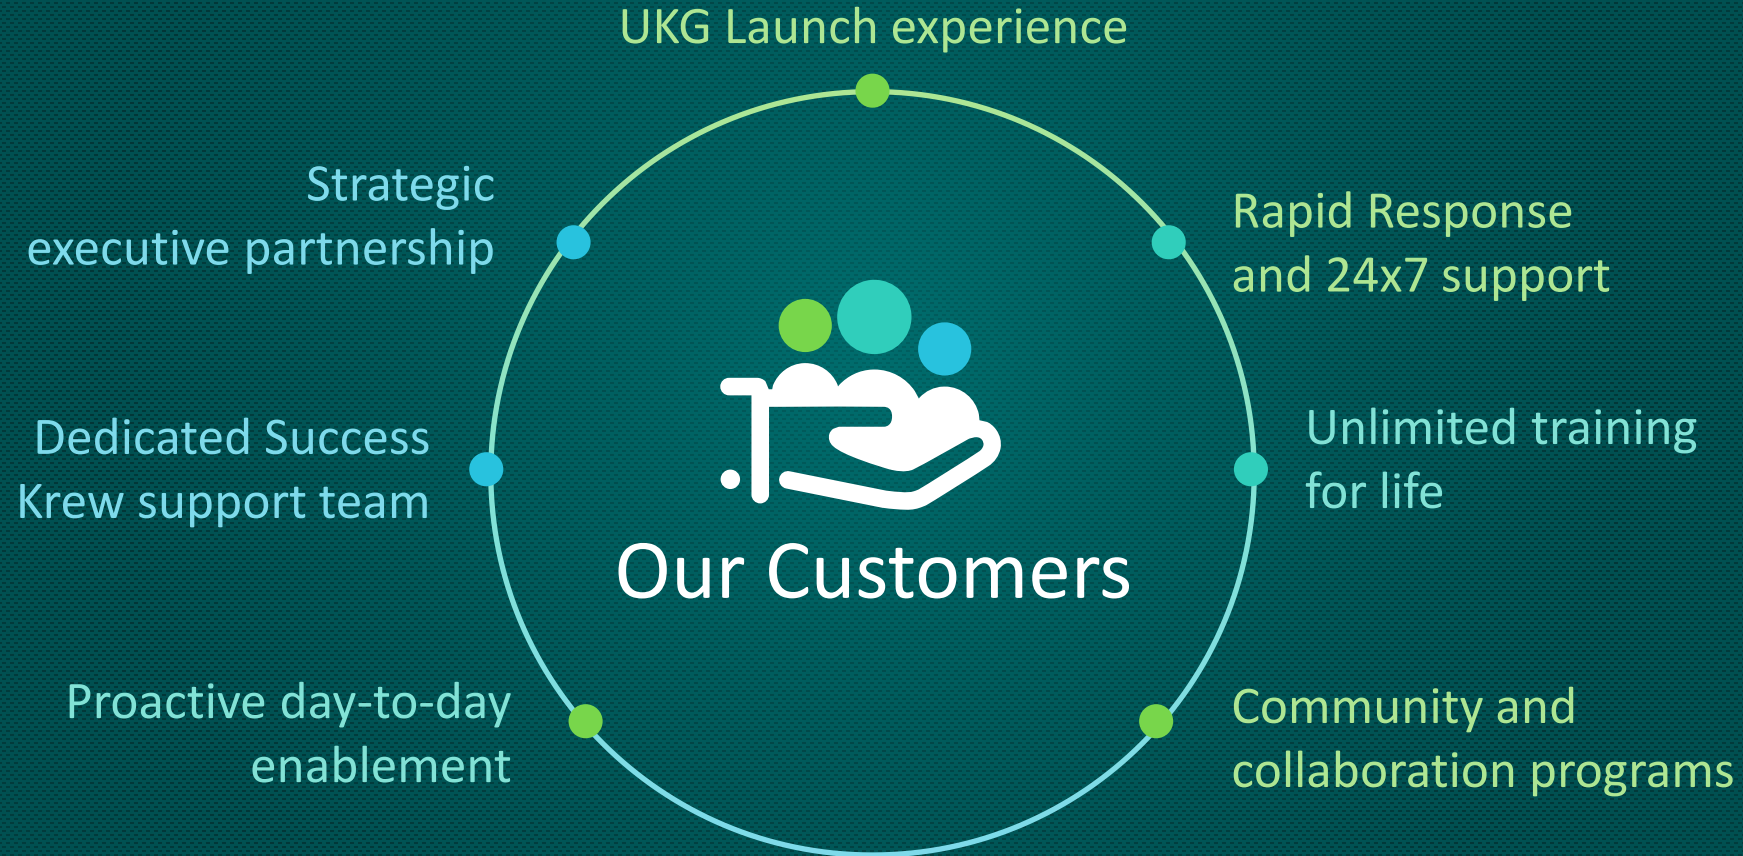 UKG Launch experience
Strategic
executive partnership
Rapid Response
and 24x7 support
Dedicated Success
Krew support team
Unlimited training
for life
Our Customers
Proactive day-to-day
enablement
Community and
collaboration programs